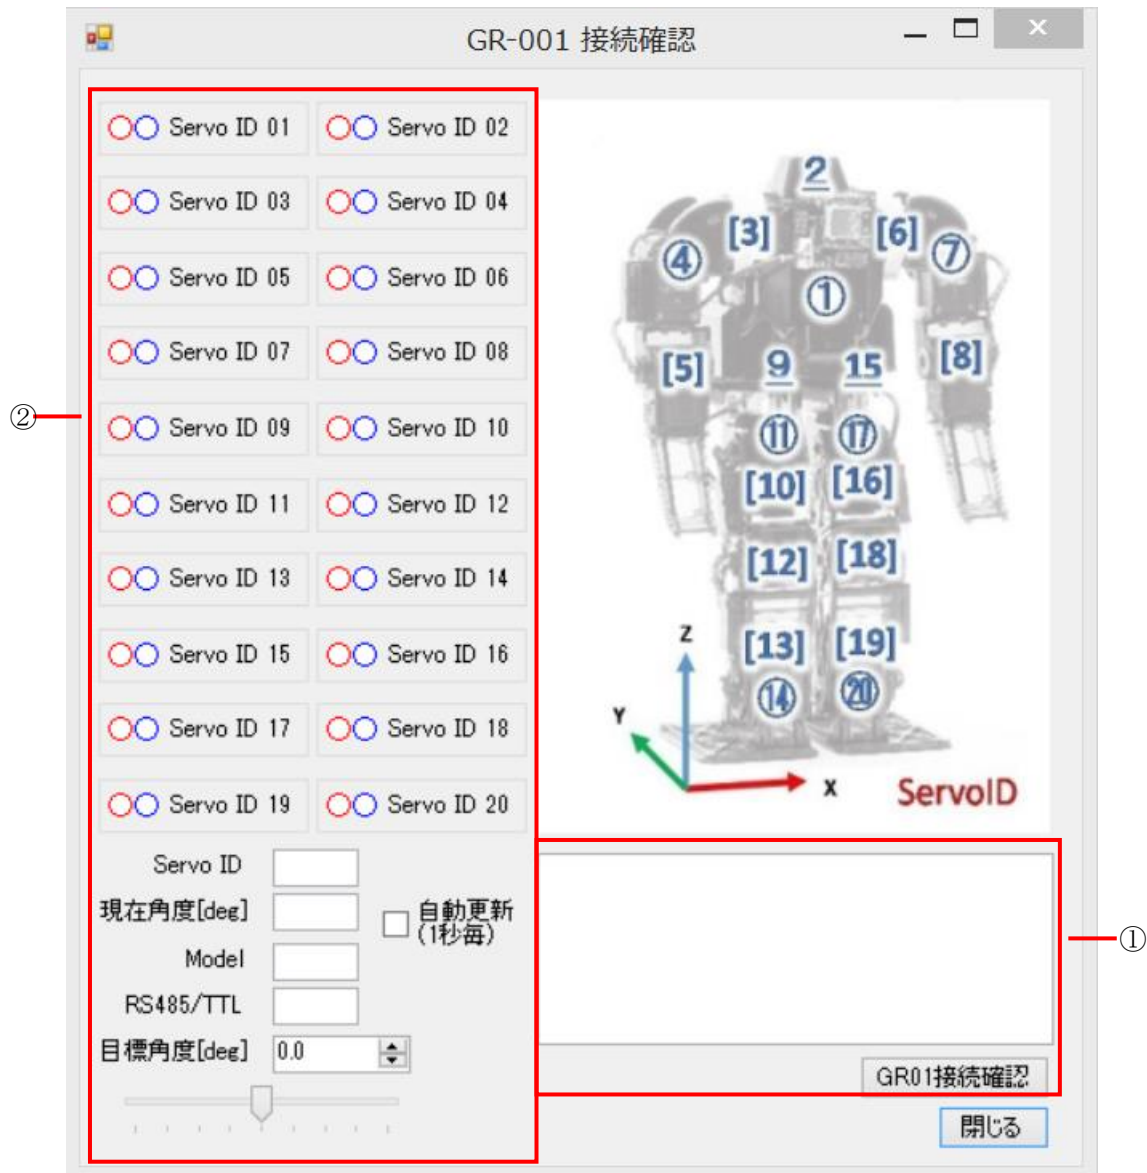 GR-001 接続確認
Servo ID 01 Servo ID 02
Servo ID 03 Servo ID 04
Servo ID 05 Servo ID 06
Servo ID 07 Servo ID 08
Servo ID 09 Servo ID 10
Servo ID 11 Servo ID 12
Servo ID 13 Servo ID 14
Servo ID 15 Servo ID 16
Servo ID 17 Servo ID 18
Servo ID 19 Servo ID 20
②
Servo ID
現在角度[deg]
自動更新
(1秒毎)
Model
RS485/TTL
目標角度[deg] 0.0
2
[3] [6]
④ ⑦
①
[5] 9 15 [8]
⑪ ⑰
[10] [16]
[12] [18]
[13] [19]
⑭ ⑳
Z
Y
X
ServoID
①
GR01接続確認
閉じる